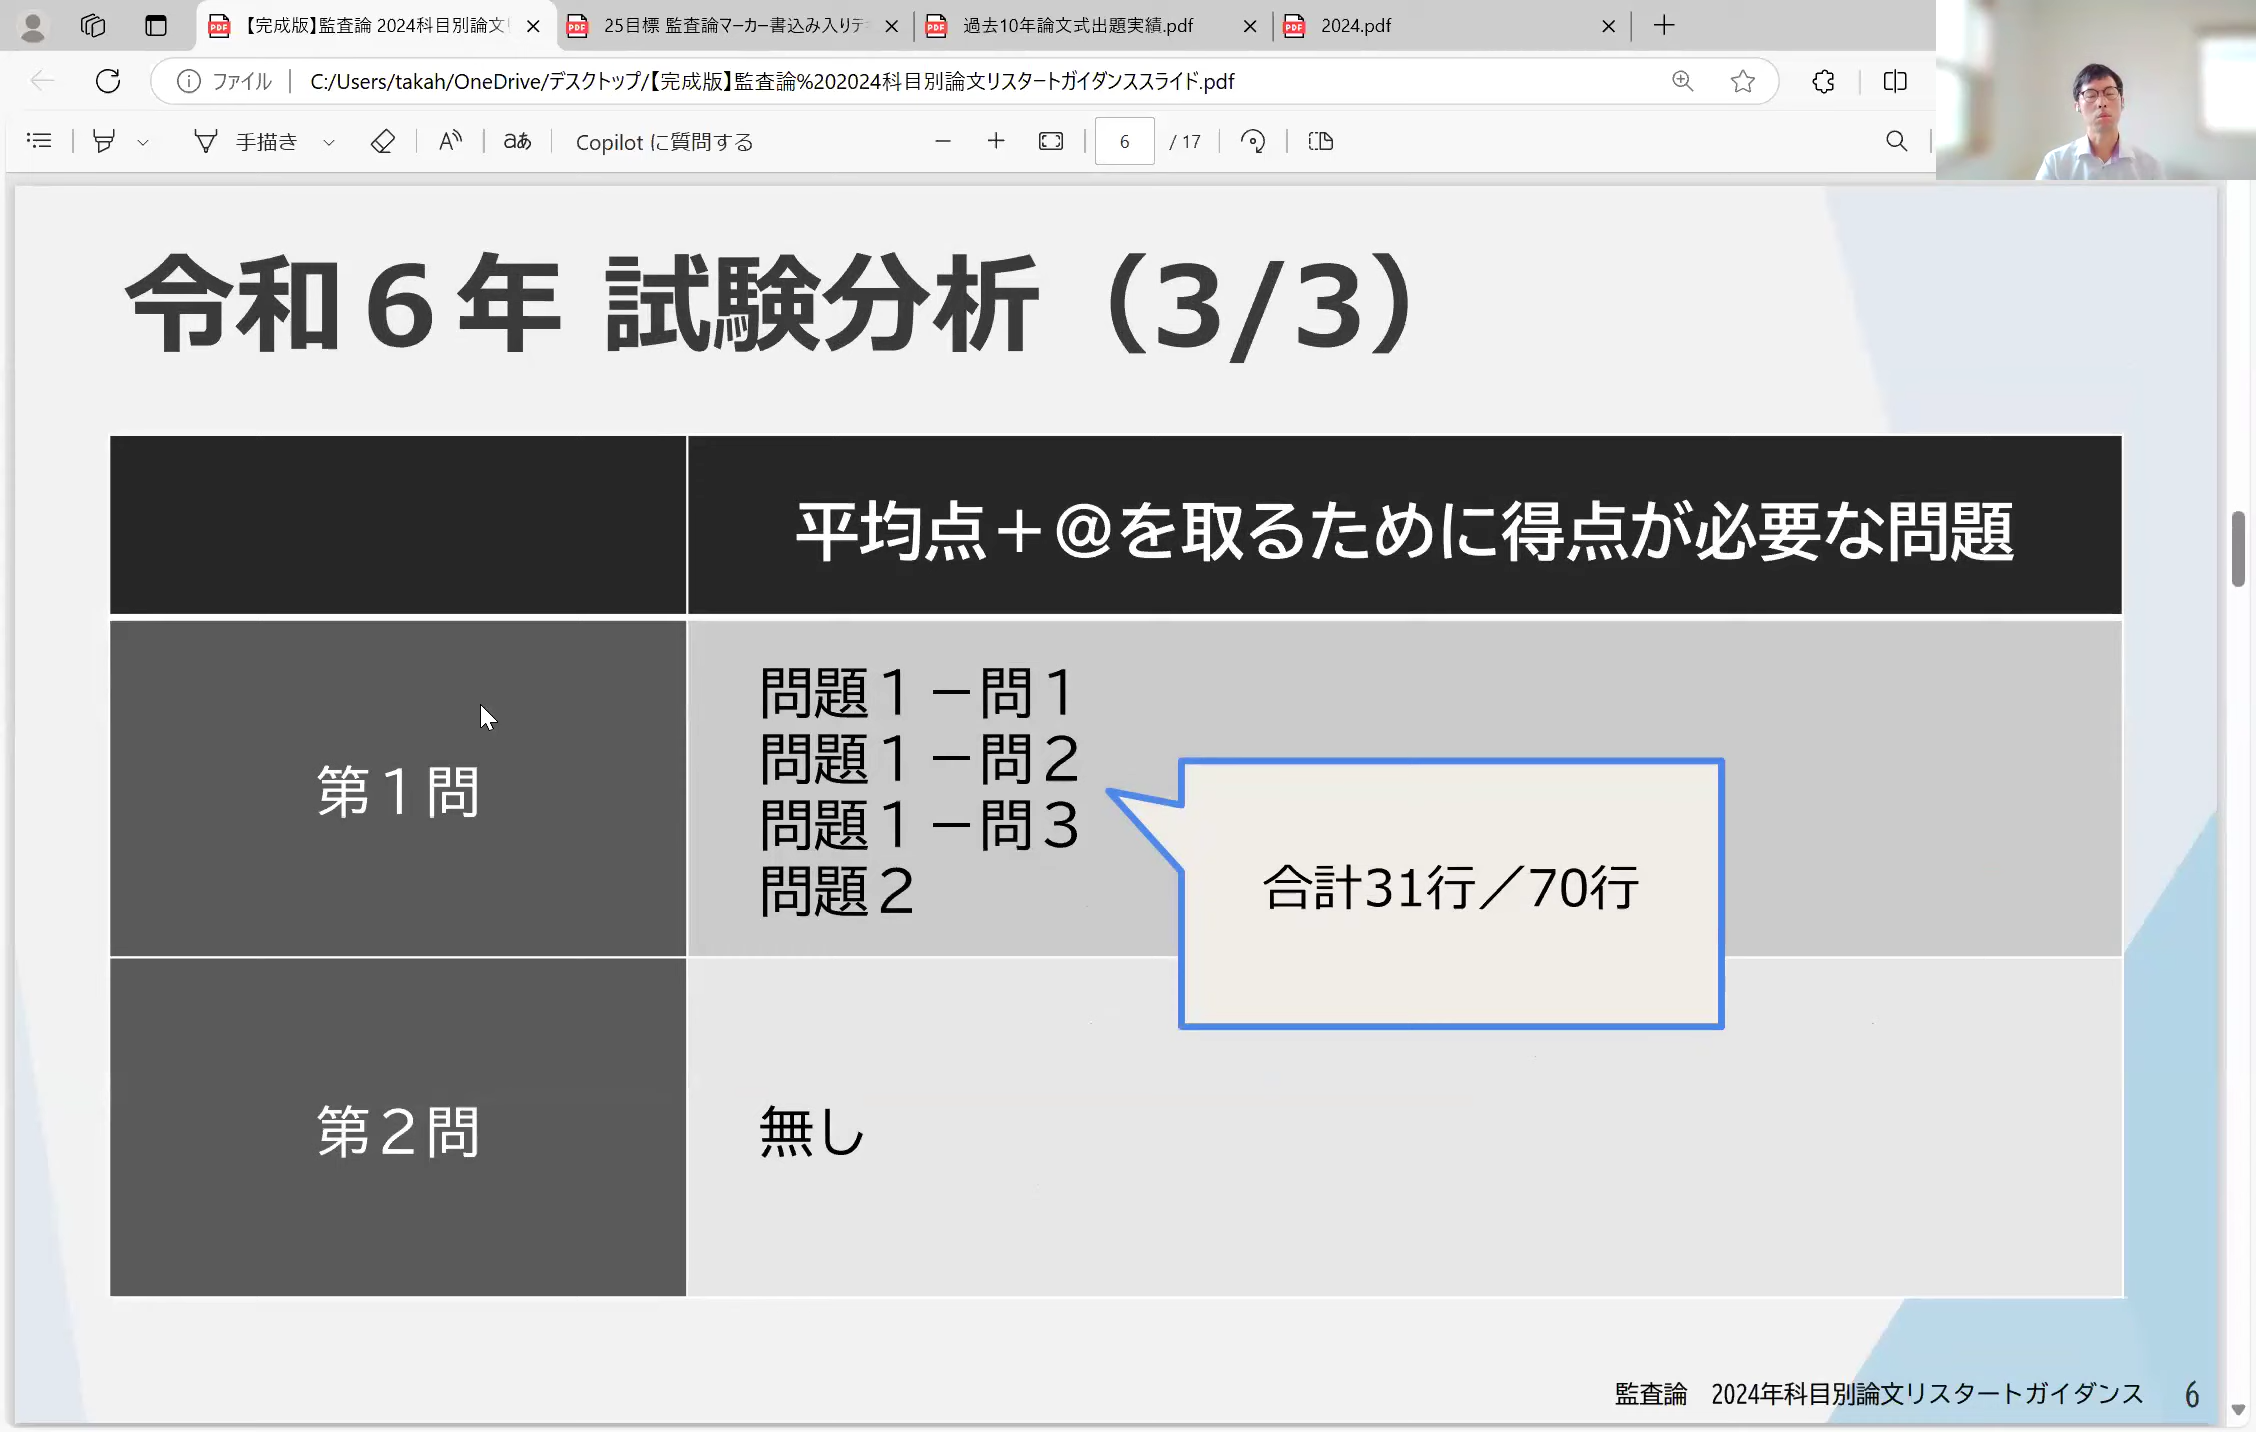 【完成版】監査論 2024科目別論文リ
25目標 監査論マーカー書込み入りテキ
過去10年論文式出題実績.pdf
2024.pdf
ファイル
C:/Users/takah/OneDrive/デスクトップ/【完成版】監査論%202024科目別論文リスタートガイダンススライド.pdf
手描き
aあ
Copilot に質問する
6
/ 17
令和６年 試験分析（3/3）
平均点＋＠を取るために得点が必要な問題
第１問
問題１－問１
問題１－問２
問題１－問３
問題２
合計31行／70行
第２問
無し
監査論　2024年科目別論文リスタートガイダンス
6